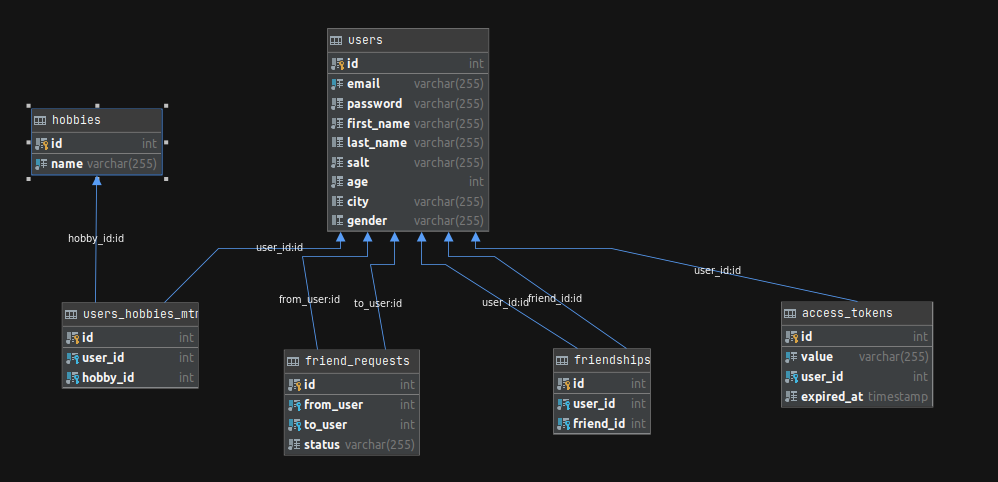 users
id int
email varchar(255)
password varchar(255)
first_name varchar(255)
last_name varchar(255)
salt varchar(255)
age int
city varchar(255)
gender varchar(255)
hobbies
id int
name varchar(255)
hobby_id:id
user_id:id
from_user:id
to_user:id
user_id:id
friend_id:id
user_id:id
users_hobbies_mtm
id int
user_id int
hobby_id int
friend_requests
id int
from_user int
to_user int
status varchar(255)
friendships
id int
user_id int
friend_id int
access_tokens
id int
value varchar(255)
user_id int
expired_at timestamp